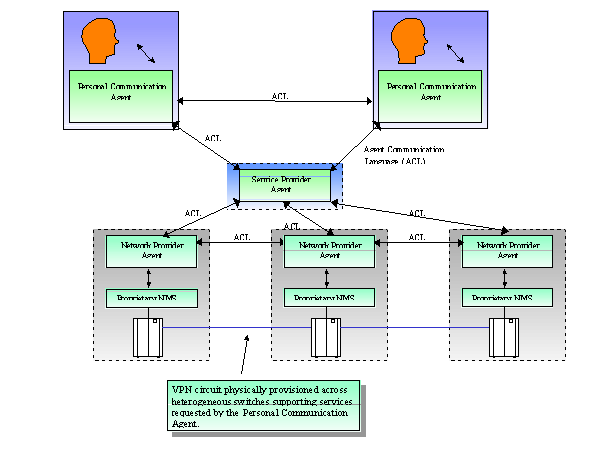 Personal Communication
Agent
Personal Communication
Agent
ACL
ACL
Agent Communication
Language (ACL)
Service Provider
Agent
ACL
ACL
ACL
ACL
ACL
Network Provider
Agent
Network Provider
Agent
Network Provider
Agent
Proprietary NMS
Proprietary NMS
Proprietary NMS
VPN circuit physically provisioned across
heterogeneous switches supporting services
requested by the Personal Communication
Agent.